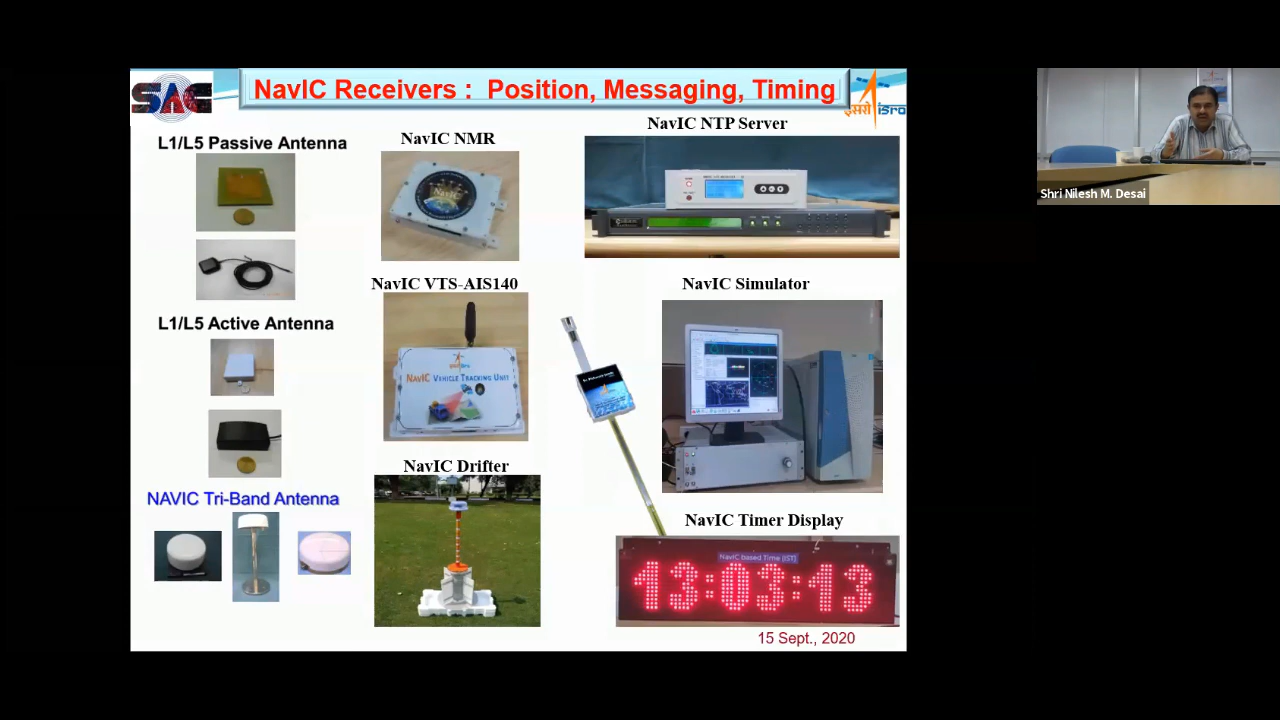 SAC
NavIC Receivers : Position, Messaging, Timing
इसरो isro
Shri Nilesh M. Desai
L1/L5 Passive Antenna
NavIC NMR
NavIC NTP Server
NavIC
L1/L5 Active Antenna
NavIC VTS-AIS140
NavIC Simulator
NAVIC VEHICLE TRACKING UNIT
NAVIC Tri-Band Antenna
NavIC Drifter
NavIC Timer Display
NavIC based Time (IST)
13:03:13
15 Sept., 2020